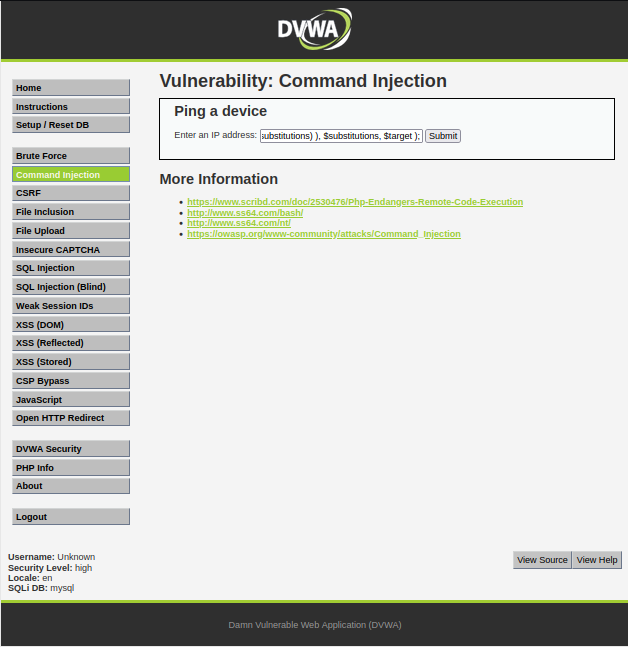 DVWA
Home
Instructions
Setup / Reset DB
Brute Force
Command Injection
CSRF
File Inclusion
File Upload
Insecure CAPTCHA
SQL Injection
SQL Injection (Blind)
Weak Session IDs
XSS (DOM)
XSS (Reflected)
XSS (Stored)
CSP Bypass
JavaScript
Open HTTP Redirect
DVWA Security
PHP Info
About
Logout
Vulnerability: Command Injection
Ping a device
Enter an IP address: substitutions) ), $substitutions, $target ); Submit
More Information
https://www.scribd.com/doc/2530476/Php-Endangers-Remote-Code-Execution
http://www.ss64.com/bash/
http://www.ss64.com/nt/
https://owasp.org/www-community/attacks/Command_Injection
Username: Unknown
Security Level: high
Locale: en
SQLi DB: mysql
View Source View Help
Damn Vulnerable Web Application (DVWA)